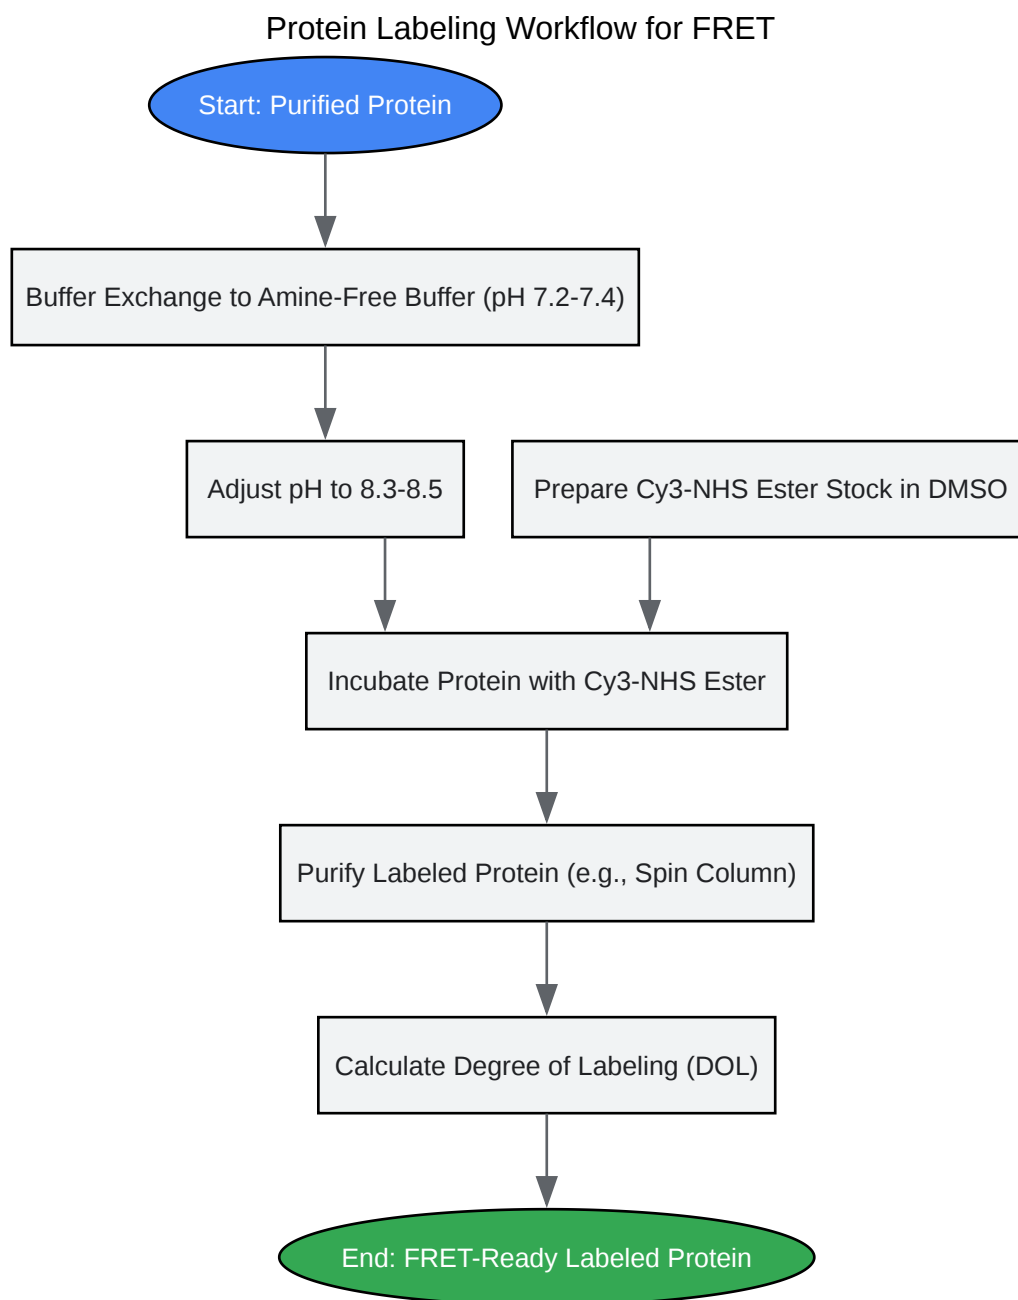 Protein Labeling Workflow for FRET
Start: Purified Protein
Buffer Exchange to Amine-Free Buffer (pH 7.2-7.4)
Adjust pH to 8.3-8.5
Prepare Cy3-NHS Ester Stock in DMSO
Incubate Protein with Cy3-NHS Ester
Purify Labeled Protein (e.g., Spin Column)
Calculate Degree of Labeling (DOL)
End: FRET-Ready Labeled Protein